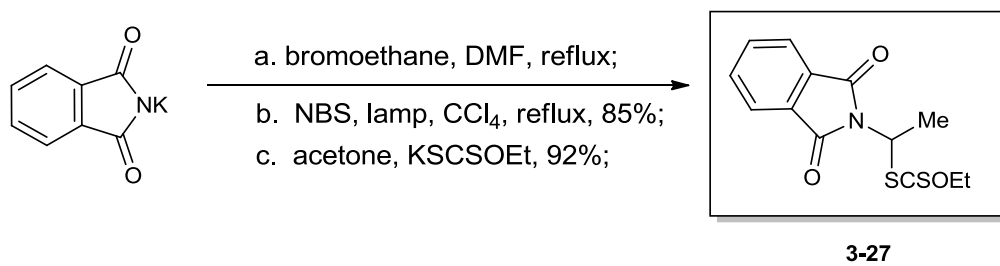 O
NK
O
a. bromoethane, DMF, reflux;
b. NBS, lamp, CCl₄, reflux, 85%;
c. acetone, KSCSOEt, 92%;
O
Me
N
O
SCSOEt
3-27